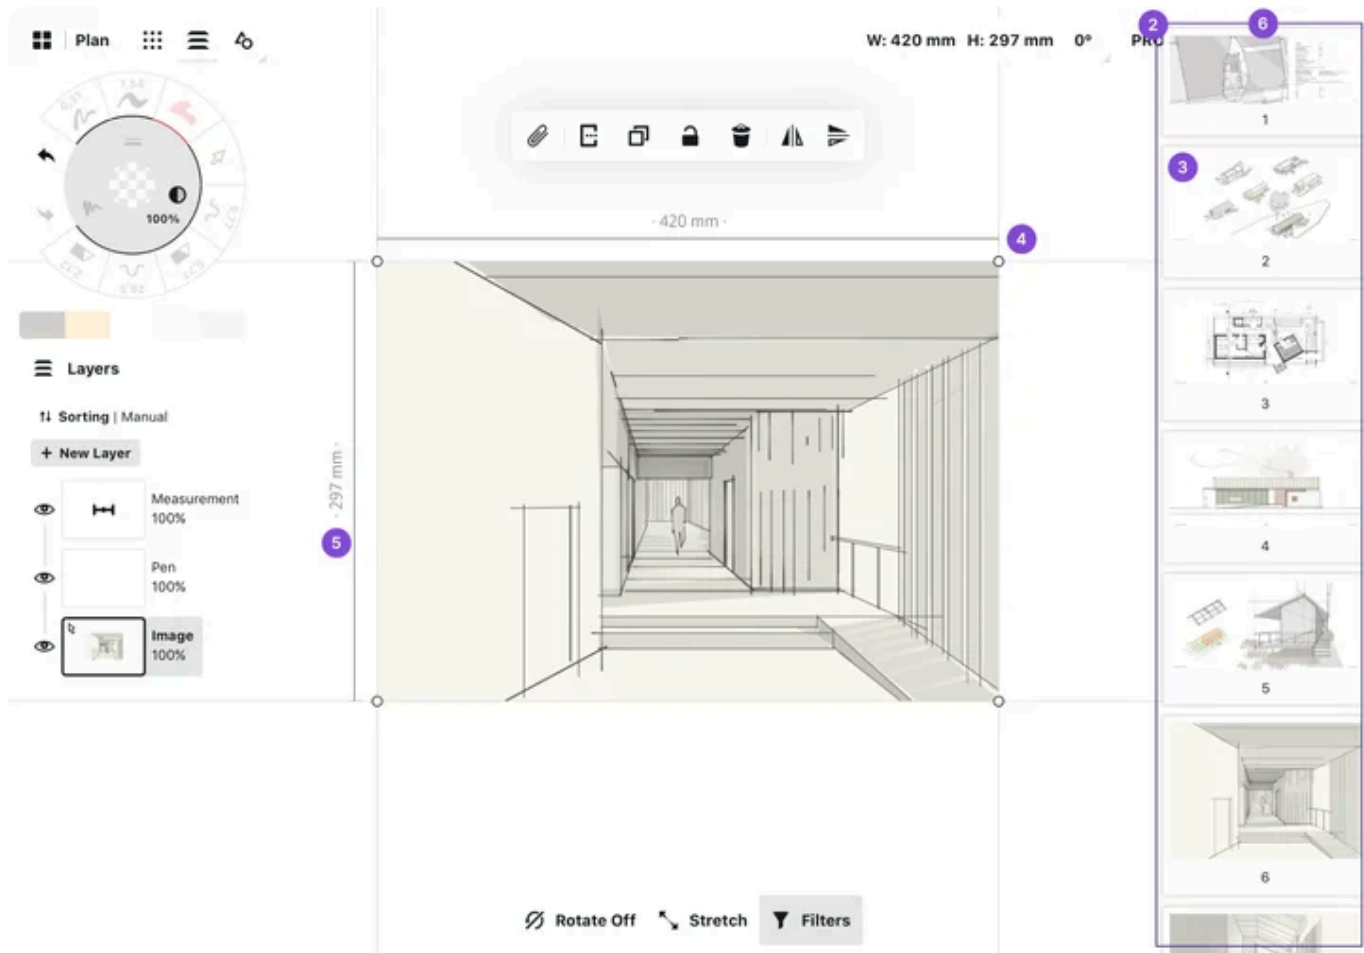 Plan
W: 420 mm H: 297 mm 0° PRO
2
6
1
100%
3
· 420 mm ·
4
2
Layers
Sorting | Manual
3
+ New Layer
· 297 mm ·
Measurement
100%
5
4
Pen
100%
Image
100%
5
6
Rotate Off
Stretch
Filters